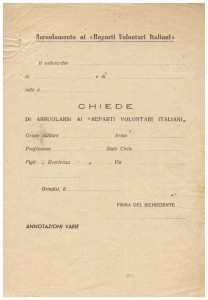 Arruolamento ai «Reparti Volontari Italiani»
Il sottoscritto
di e di
nato a
CHIEDE
DI ARRUOLARSI AI "REPARTI VOLONTARI ITALIANI„
Grado militare Arma
Professione Stato Civile
Figli Residenza Via
Brindisi, li
FIRMA DEL RICHIEDENTE
ANNOTAZIONI VARIE